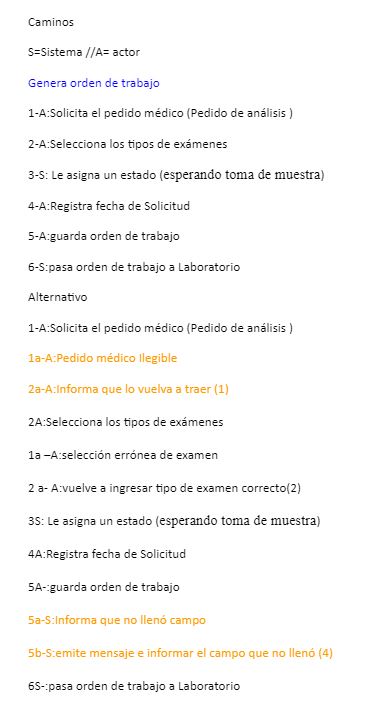 Caminos
S=Sistema //A= actor
Genera orden de trabajo
1-A:Solicita el pedido médico (Pedido de análisis )
2-A:Selecciona los tipos de exámenes
3-S: Le asigna un estado (esperando toma de muestra)
4-A:Registra fecha de Solicitud
5-A:guarda orden de trabajo
6-S:pasa orden de trabajo a Laboratorio
Alternativo
1-A:Solicita el pedido médico (Pedido de análisis )
1a-A:Pedido médico Ilegible
2a-A:Informa que lo vuelva a traer (1)
2A:Selecciona los tipos de exámenes
1a –A:selección errónea de examen
2 a- A:vuelve a ingresar tipo de examen correcto(2)
3S: Le asigna un estado (esperando toma de muestra)
4A:Registra fecha de Solicitud
5A-:guarda orden de trabajo
5a-S:Informa que no llenó campo
5b-S:emite mensaje e informar el campo que no llenó (4)
6S-:pasa orden de trabajo a Laboratorio